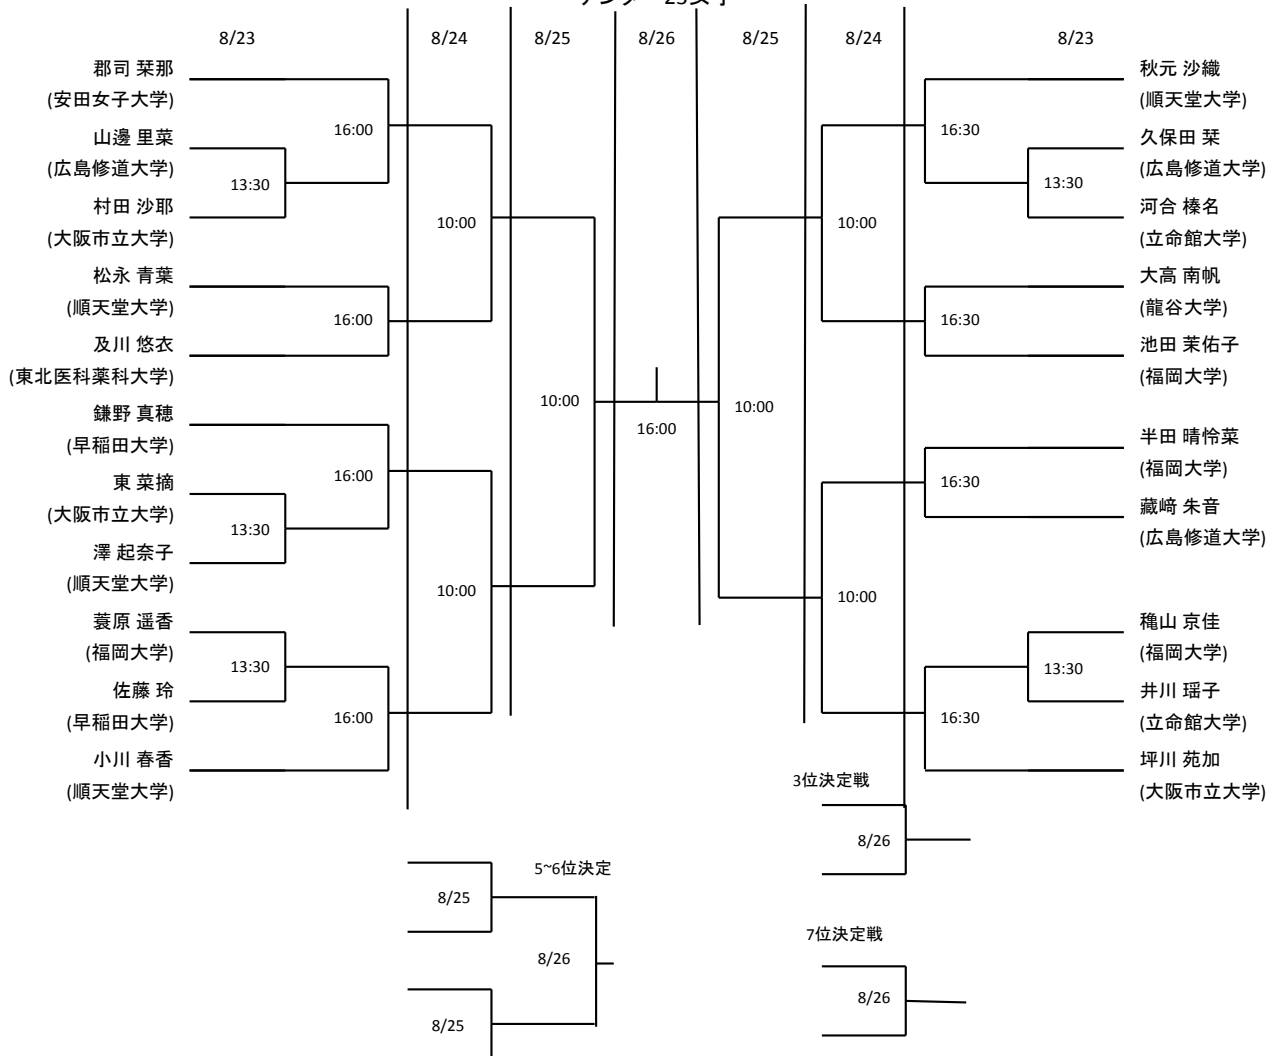 アンダー23女子
8/23
8/24
8/25
8/26
8/25
8/24
8/23
郡司 栞那
(安田女子大学)
山邊 里菜
(広島修道大学)
村田 沙耶
(大阪市立大学)
松永 青葉
(順天堂大学)
及川 悠衣
(東北医科薬科大学)
鎌野 真穂
(早稲田大学)
東 菜摘
(大阪市立大学)
澤 起奈子
(順天堂大学)
蓑原 遥香
(福岡大学)
佐藤 玲
(早稲田大学)
小川 春香
(順天堂大学)
16:00
13:30
16:00
16:00
13:30
13:30
16:00
10:00
10:00
10:00
16:00
10:00
10:00
10:00
16:30
13:30
16:30
16:30
13:30
16:30
秋元 沙織
(順天堂大学)
久保田 栞
(広島修道大学)
河合 榛名
(立命館大学)
大高 南帆
(龍谷大学)
池田 茉佑子
(福岡大学)
半田 晴怜菜
(福岡大学)
藏﨑 朱音
(広島修道大学)
穐山 京佳
(福岡大学)
井川 瑶子
(立命館大学)
坪川 苑加
(大阪市立大学)
3位決定戦
8/26
5~6位決定
8/25
8/26
8/25
7位決定戦
8/26